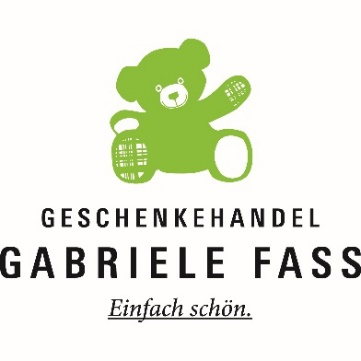 GESCHENKEHANDEL
GABRIELE FASS
Einfach schön.